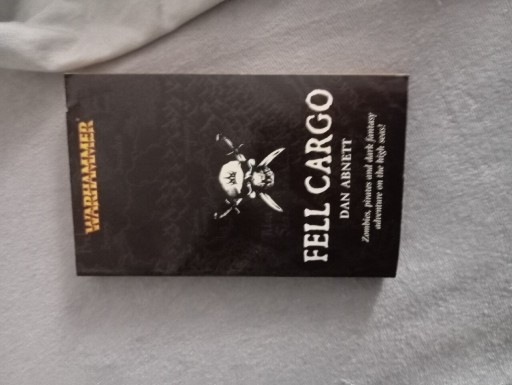 WARHAMMER
FELL CARGO
DAN ABNETT
Zombies, pirates and dark fantasy
adventure on the high seas!